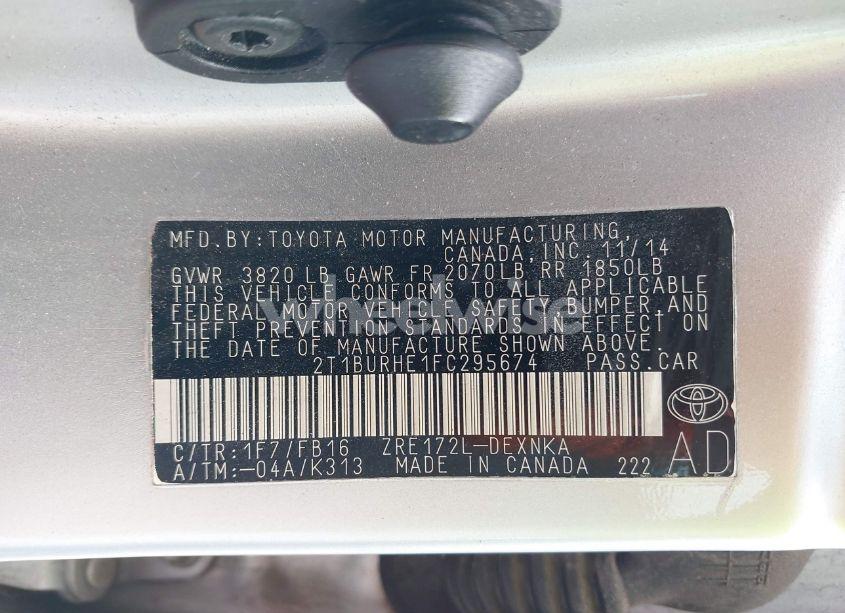 MFD.BY:TOYOTA MOTOR MANUFACTURING,
CANADA,INC. 11/14
GVWR 3820 LB GAWR FR 2070LB RR 1850LB
THIS VEHICLE CONFORMS TO ALL APPLICABLE
FEDERAL MOTOR VEHICLE SAFETY BUMPER AND
THEFT PREVENTION STANDARDS IN EFFECT ON
THE DATE OF MANUFACTURE SHOWN ABOVE.
2T1BURHE1FC295674 PASS.CAR
C/TR:1F7/FB16 ZRE172L-DEXNKA
A/TM:-04A/K313 MADE IN CANADA 222
AD
wheelwise